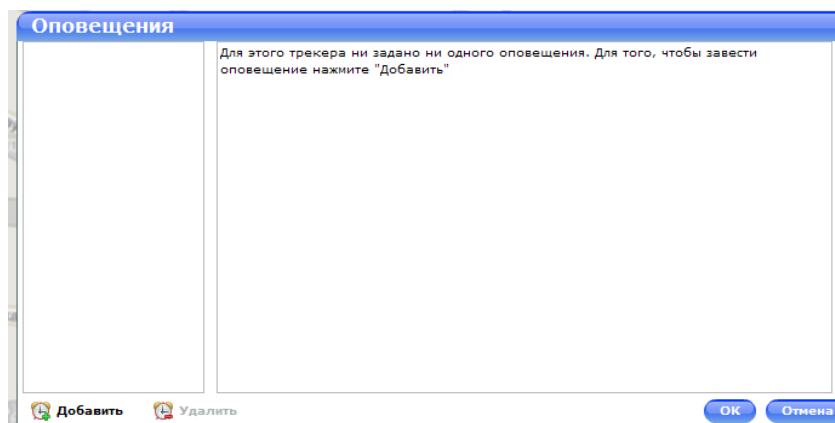 Оповещения
Для этого трекера ни задано ни одного оповещения. Для того, чтобы завести
оповещение нажмите "Добавить"
Добавить Удалить ОК Отмена